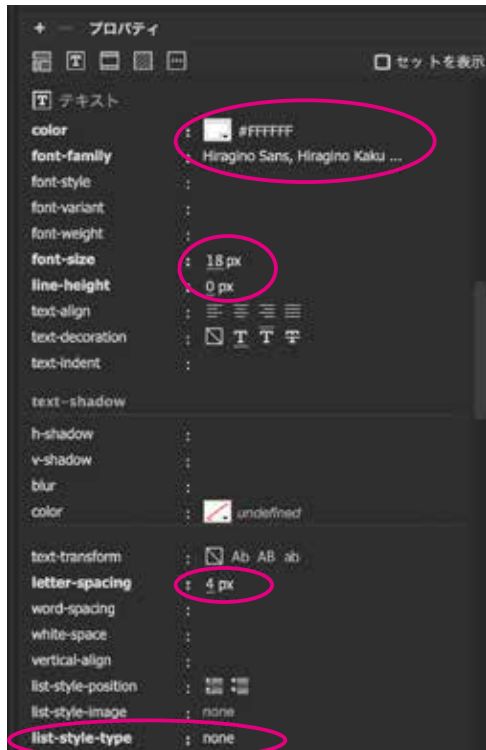 + − プロパティ
T
セットを表示
T テキスト
color : #FFFFFF
font-family : Hiragino Sans, Hiragino Kaku ...
font-style :
font-variant :
font-weight :
font-size : 18 px
line-height : 0 px
text-align :
text-decoration : T T T
text-indent :
text-shadow
h-shadow :
v-shadow :
blur :
color : undefined
text-transform : Ab AB ab
letter-spacing : 4 px
word-spacing :
white-space :
vertical-align :
list-style-position :
list-style-image : none
list-style-type : none